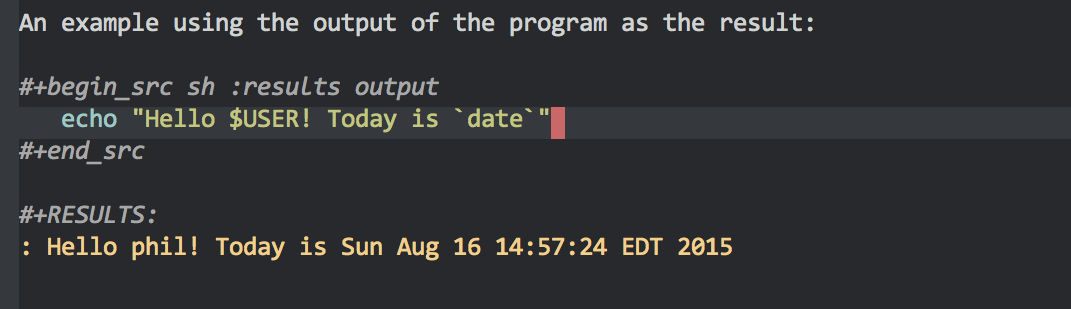 An example using the output of the program as the result:
#+begin_src sh :results output
echo "Hello $USER! Today is `date`"
#+end_src
#+RESULTS:
: Hello phil! Today is Sun Aug 16 14:57:24 EDT 2015